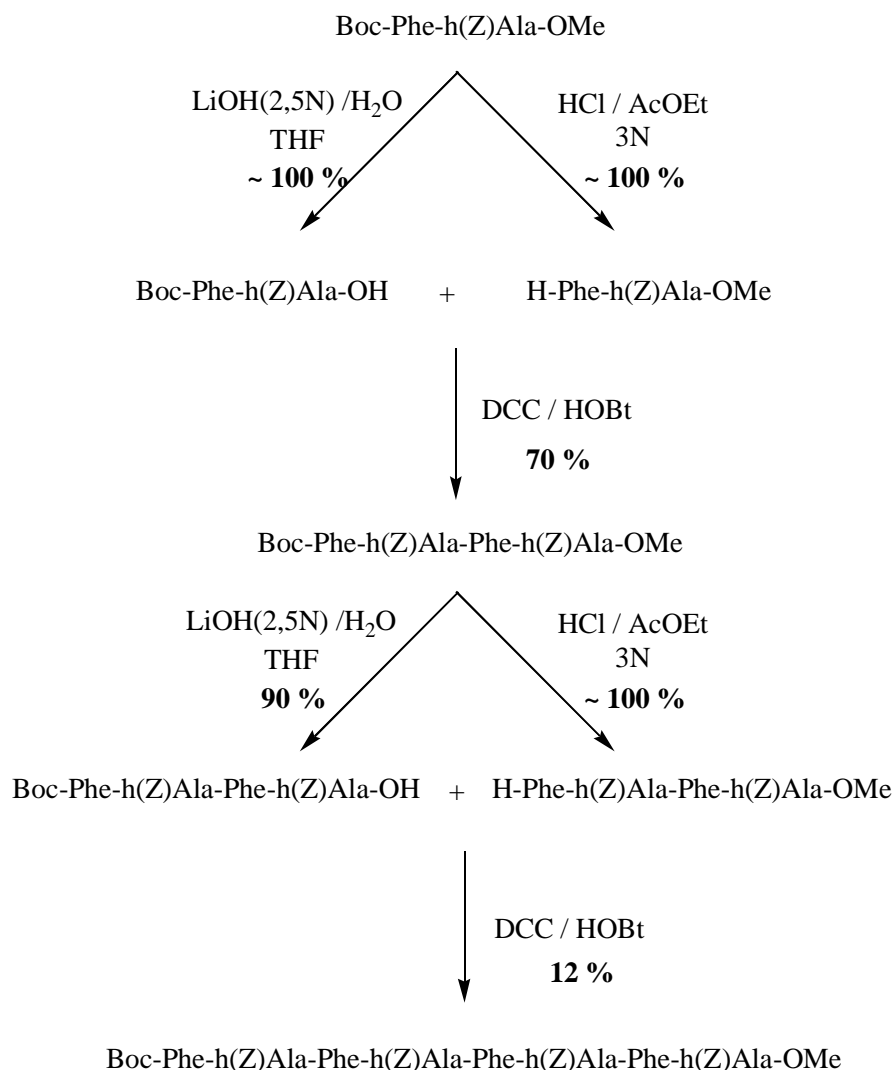 Boc-Phe-h(Z)Ala-OMe
LiOH(2,5N) /H₂O
THF
~ 100 %
HCl / AcOEt
3N
~ 100 %
Boc-Phe-h(Z)Ala-OH + H-Phe-h(Z)Ala-OMe
DCC / HOBt
70 %
Boc-Phe-h(Z)Ala-Phe-h(Z)Ala-OMe
LiOH(2,5N) /H₂O
THF
90 %
HCl / AcOEt
3N
~ 100 %
Boc-Phe-h(Z)Ala-Phe-h(Z)Ala-OH + H-Phe-h(Z)Ala-Phe-h(Z)Ala-OMe
DCC / HOBt
12 %
Boc-Phe-h(Z)Ala-Phe-h(Z)Ala-Phe-h(Z)Ala-Phe-h(Z)Ala-OMe